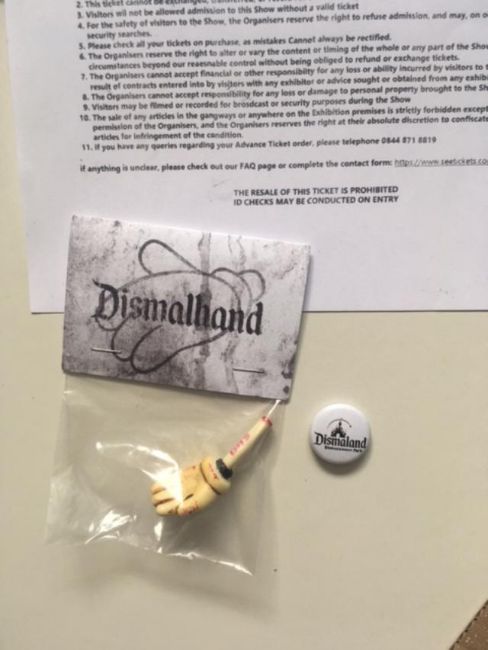 2. This ticket cannot be exchanged,
3. Visitors wil not be allowed admission to this Show without a valid ticket
4. For the safety of visitors to the Show, the Organisers reserve the right to refuse admission, and may, on o
security searches.
5. Please check all your tickets on purchase, as mistakes Cannot always be rectified.
6. The Organisers reserve the right to alter or vary the content or timing of the whole or any part of the Show
circumstances beyond our reasnable control without being obliged to refund or exchange tickets.
7. The Organisers cannot accept financial or other responsibilty for any loss or ability incurred by visitors to t
result of contracts entered into by visjors with any exhibitor or advice sought or obtained from any exhib
8. The Organisers cannot accept responsibility for any loss or damage to personal property brought to the Sh
9. Visitors may be filmed or recorded for brosdcast or security purposes during the Show
10. The sale of any articles in the gangways or anywhere on the Exhibition premises is strictly forbidden except
permission of the Organisers, and the Organisers reserves the right at their absolute discretion to confiscate
articles for infringement of the condition.
11. If you have any queries regarding your Advance Ticket order, please telephone 0844 871 8819
if anything is unclear, please check out our FAQ page or complete the contact form: https://www.seetickets.co
THE RESALE OF THIS TICKET IS PROHIBITED
ID CHECKS MAY BE CONDUCTED ON ENTRY
Dismalhand
Dismaland
Bemusement Park